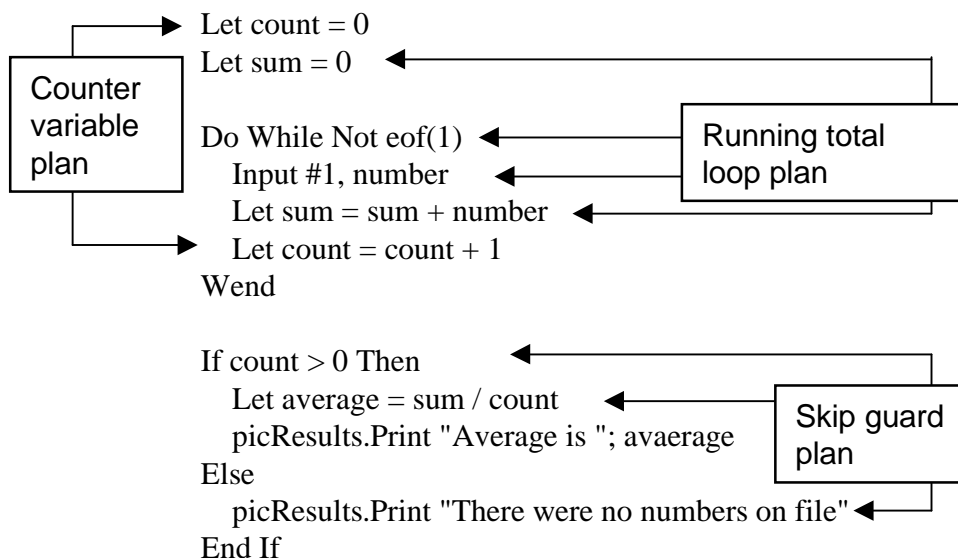 Let count = 0
Let sum = 0
Counter
variable
plan
Do While Not eof(1)
Input #1, number
Let sum = sum + number
Let count = count + 1
Wend
Running total
loop plan
If count > 0 Then
Let average = sum / count
picResults.Print "Average is "; avaerage
Else
picResults.Print "There were no numbers on file"
End If
Skip guard
plan